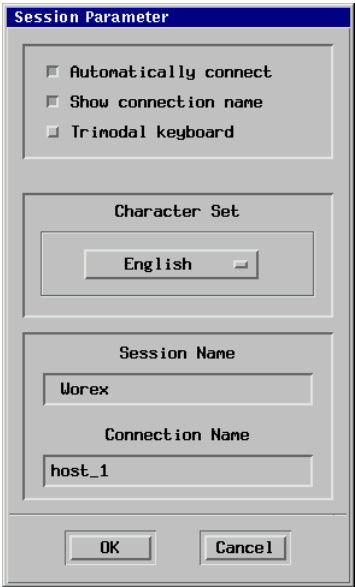 Session Parameter
Automatically connect
Show connection name
Trimodal keyboard
Character Set
English
Session Name
Worex
Connection Name
host_1
OK Cancel